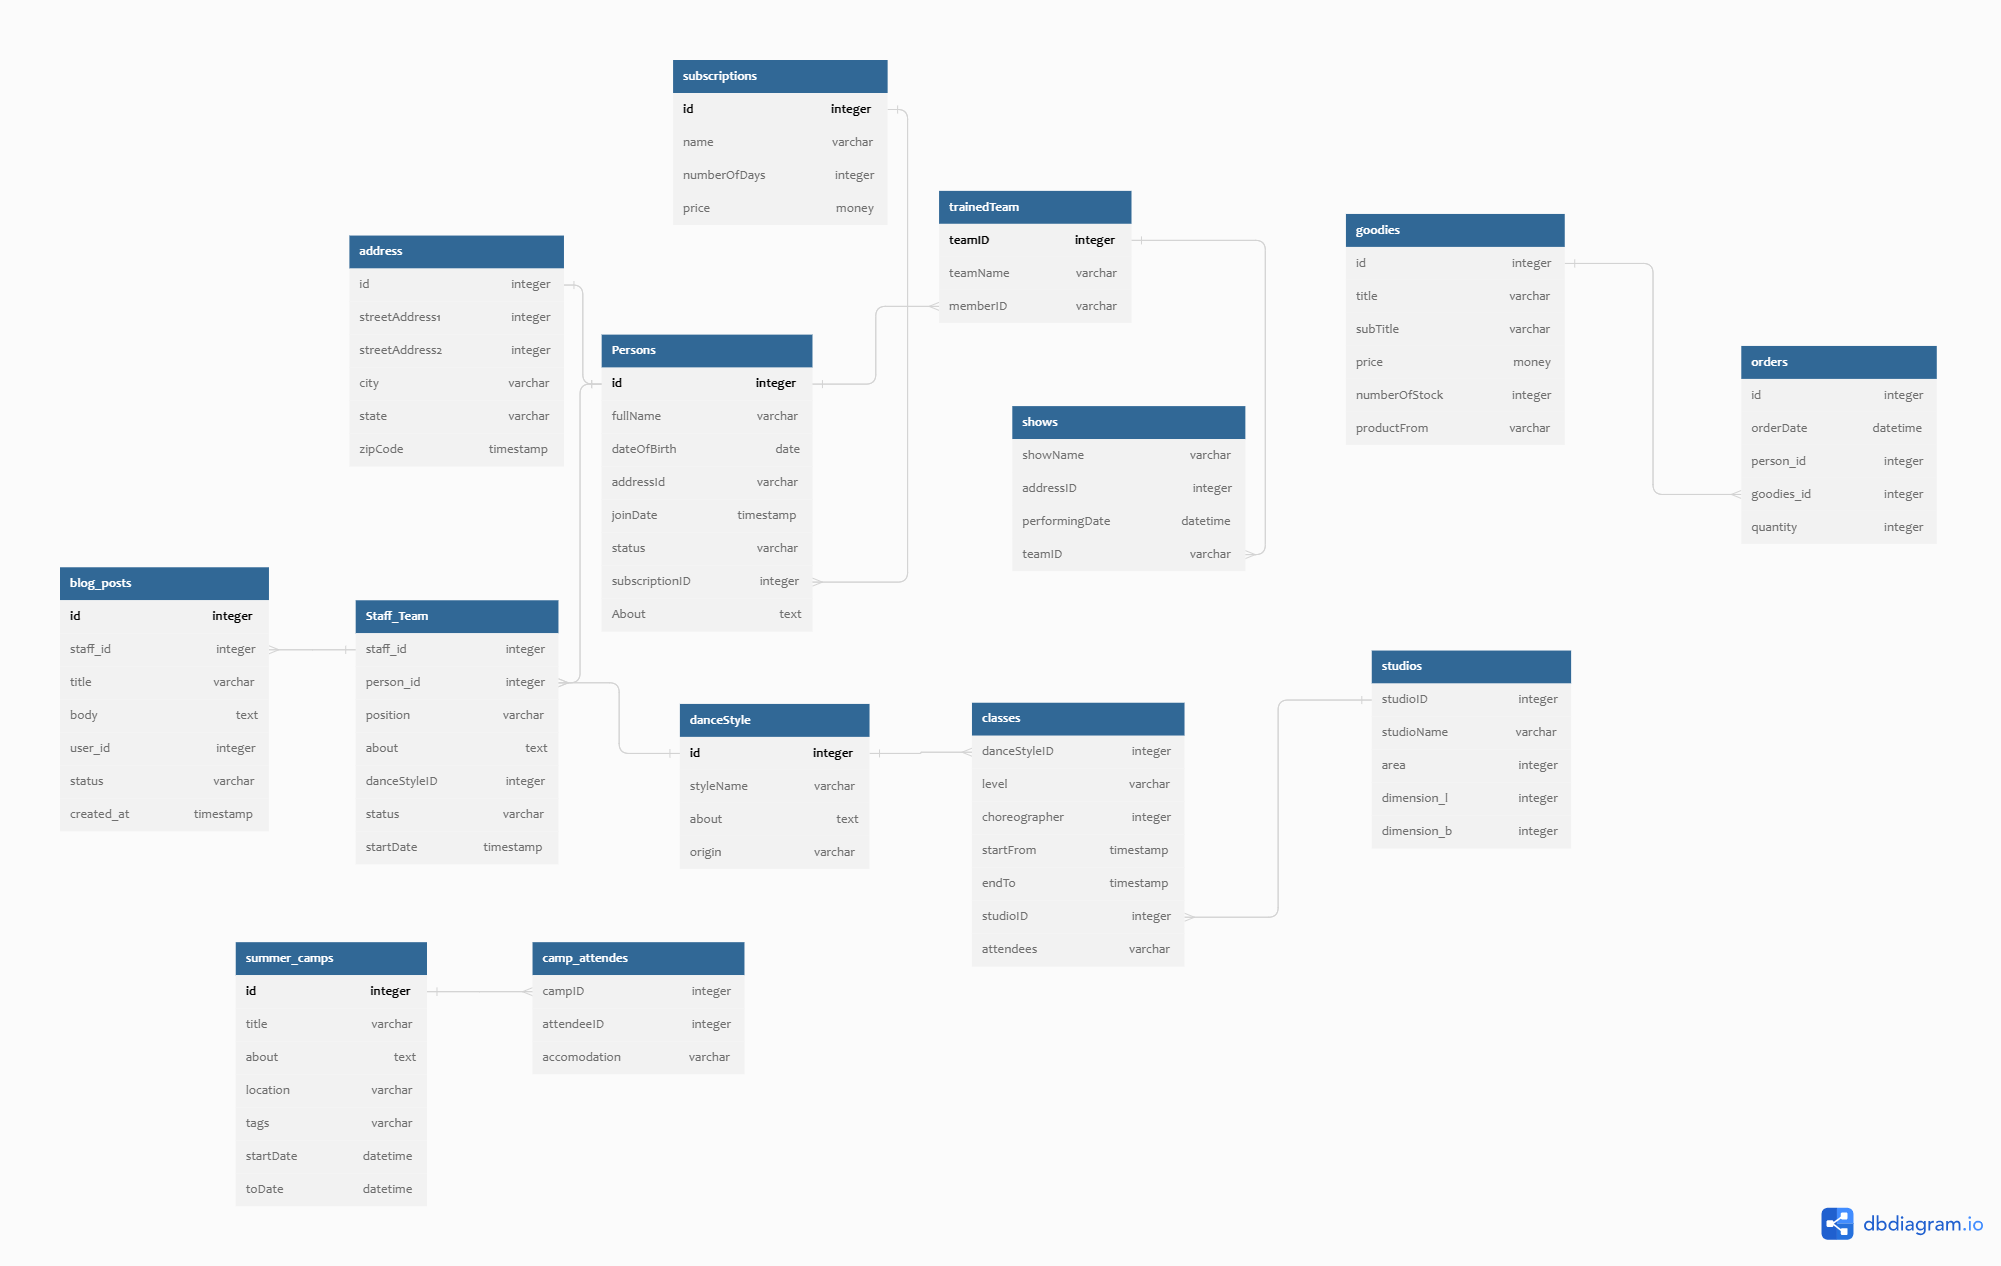 subscriptions
id integer
name varchar
numberOfDays integer
price money
trainedTeam
teamID integer
teamName varchar
memberID varchar
goodies
id integer
title varchar
subTitle varchar
price money
numberOfStock integer
productFrom varchar
address
id integer
streetAddress1 integer
streetAddress2 integer
city varchar
state varchar
zipCode timestamp
Persons
id integer
fullName varchar
dateOfBirth date
addressId varchar
joinDate timestamp
status varchar
subscriptionID integer
About text
orders
id integer
orderDate datetime
person_id integer
goodies_id integer
quantity integer
shows
showName varchar
addressID integer
performingDate datetime
teamID varchar
blog_posts
id integer
staff_id integer
title varchar
body text
user_id integer
status varchar
created_at timestamp
Staff_Team
staff_id integer
person_id integer
position varchar
about text
danceStyleID integer
status varchar
startDate timestamp
danceStyle
id integer
styleName varchar
about text
origin varchar
classes
danceStyleID integer
level varchar
choreographer integer
startFrom timestamp
endTo timestamp
studioID integer
attendees varchar
studios
studioID integer
studioName varchar
area integer
dimension_l integer
dimension_b integer
summer_camps
id integer
title varchar
about text
location varchar
tags varchar
startDate datetime
toDate datetime
camp_attendes
campID integer
attendeeID integer
accomodation varchar
dbdiagram.io